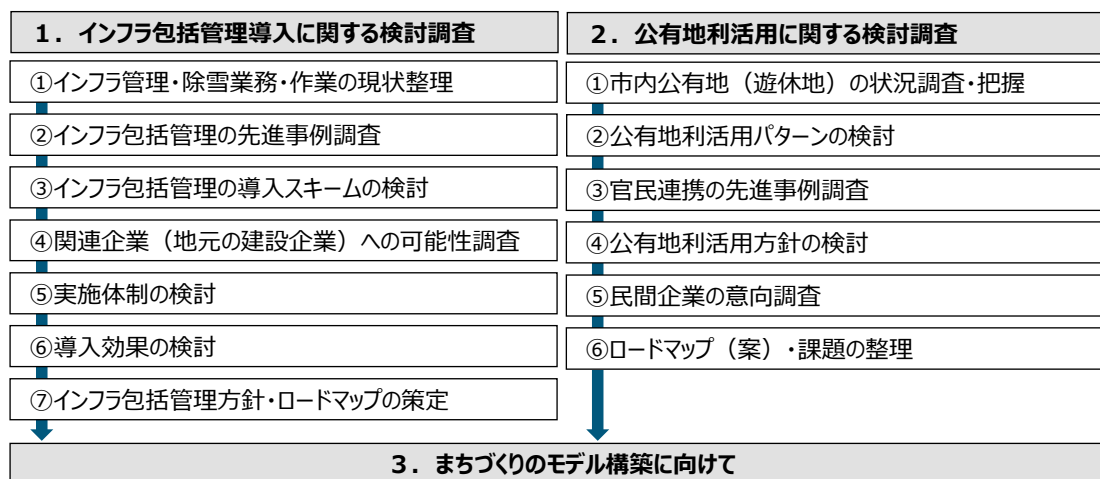 1．インフラ包括管理導入に関する検討調査
①インフラ管理・除雪業務・作業の現状整理
②インフラ包括管理の先進事例調査
③インフラ包括管理の導入スキームの検討
④関連企業（地元の建設企業）への可能性調査
⑤実施体制の検討
⑥導入効果の検討
⑦インフラ包括管理方針・ロードマップの策定
2．公有地利活用に関する検討調査
①市内公有地（遊休地）の状況調査・把握
②公有地利活用パターンの検討
③官民連携の先進事例調査
④公有地利活用方針の検討
⑤民間企業の意向調査
⑥ロードマップ（案）・課題の整理
3．まちづくりのモデル構築に向けて